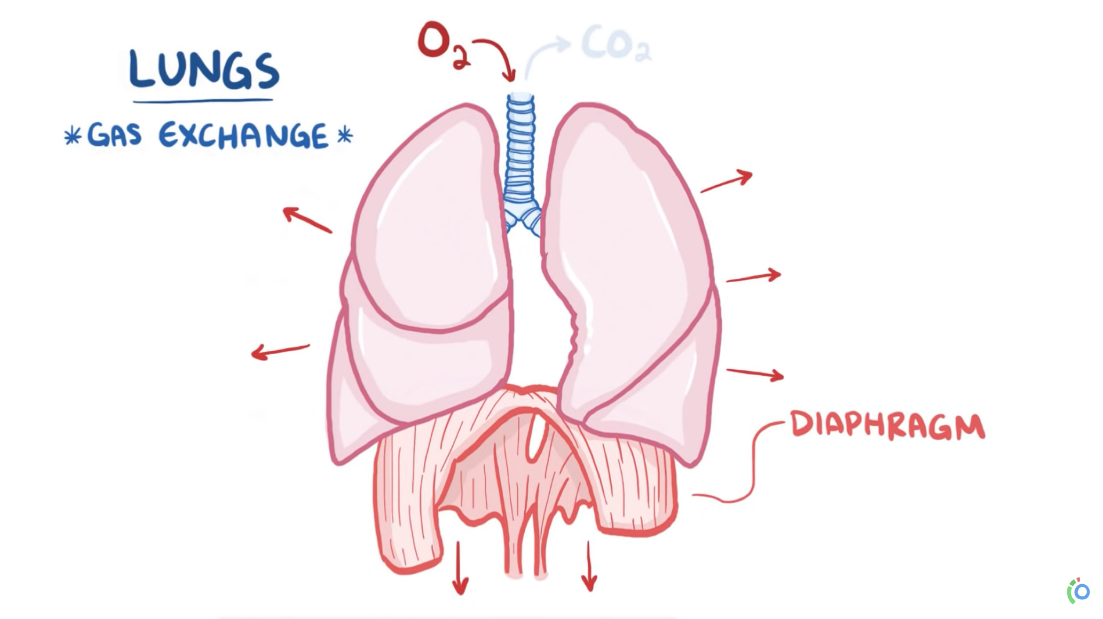 O₂ CO₂
LUNGS
*GAS EXCHANGE*
DIAPHRAGM